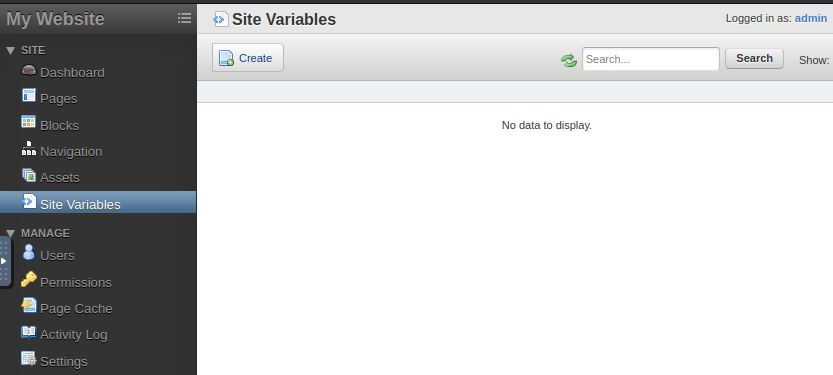 My Website
SITE
Dashboard
Pages
Blocks
Navigation
Assets
Site Variables
MANAGE
Users
Permissions
Page Cache
Activity Log
Settings
Site Variables
Logged in as: admin
Create
Search...
Search
Show:
No data to display.